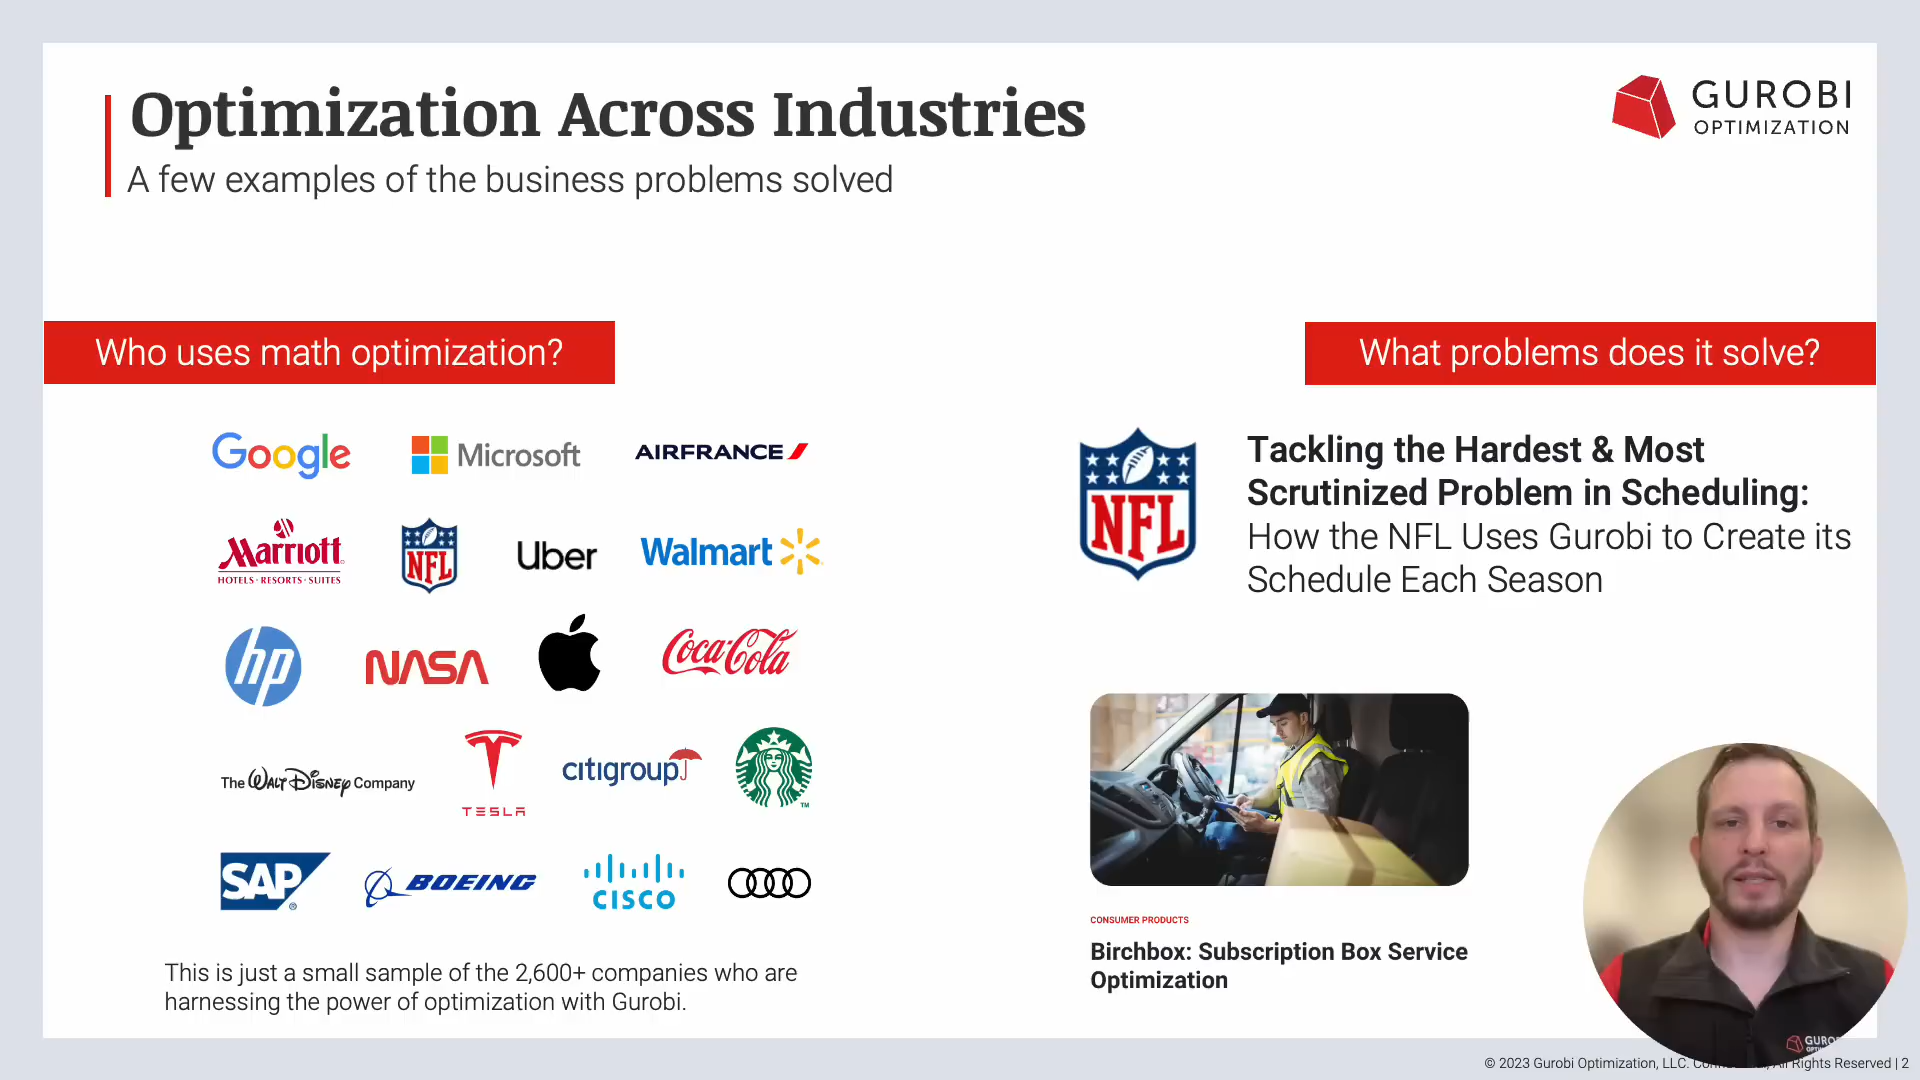 Optimization Across Industries
A few examples of the business problems solved
GUROBI
OPTIMIZATION
Who uses math optimization?
Google
Microsoft
AIRFRANCE
Marriott
HOTELS · RESORTS · SUITES
NFL
Uber
Walmart
hp
NASA
Coca-Cola
The Walt Disney Company
TESLA
citigroup
TM
SAP
®
BOEING
CISCO
This is just a small sample of the 2,600+ companies who are
harnessing the power of optimization with Gurobi.
What problems does it solve?
NFL
Tackling the Hardest & Most
Scrutinized Problem in Scheduling:
How the NFL Uses Gurobi to Create its
Schedule Each Season
CONSUMER PRODUCTS
Birchbox: Subscription Box Service
Optimization
© 2023 Gurobi Optimization, LLC. All Rights Reserved | 2